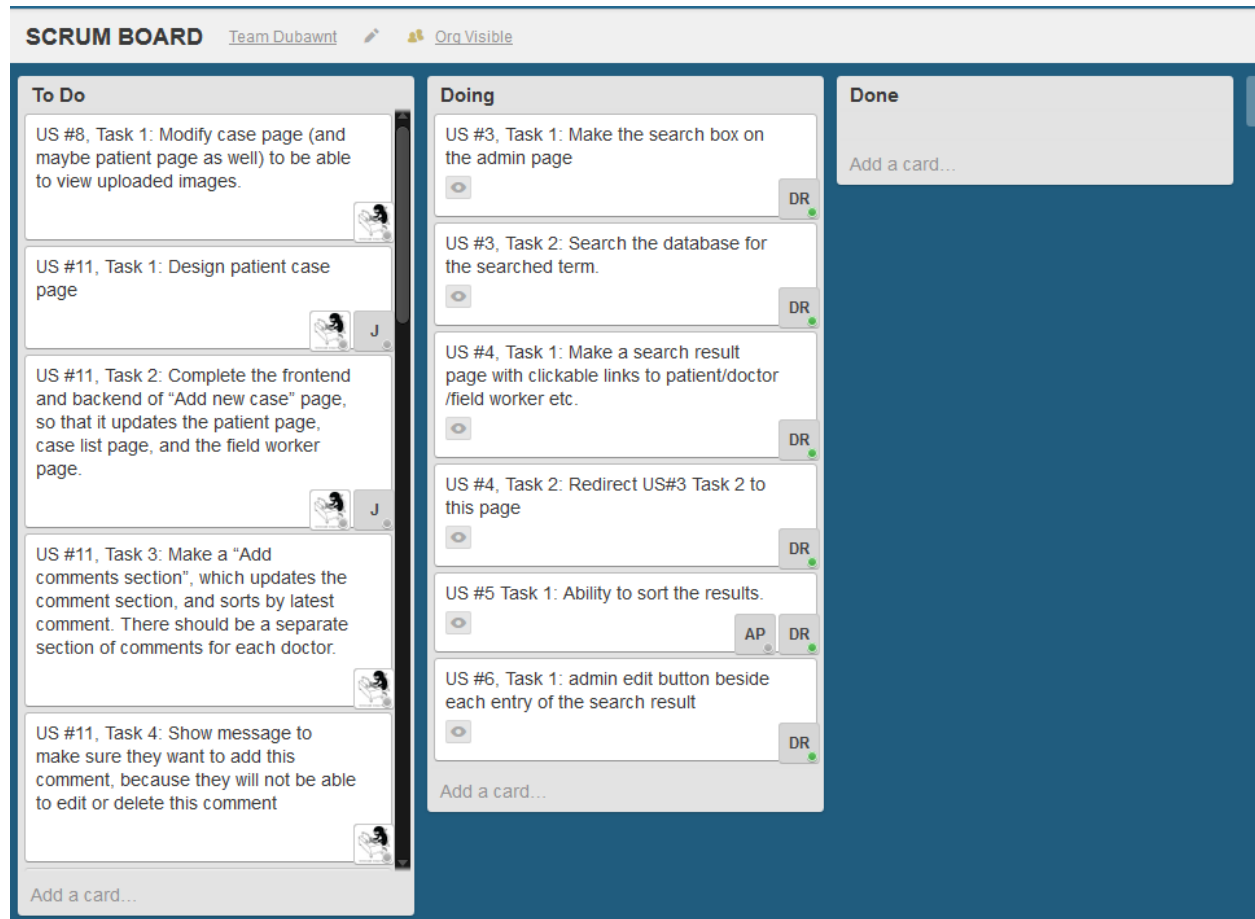 SCRUM BOARD Team Dubawnt Org Visible
To Do
US #8, Task 1: Modify case page (and
maybe patient page as well) to be able
to view uploaded images.
US #11, Task 1: Design patient case
page
J
US #11, Task 2: Complete the frontend
and backend of “Add new case” page,
so that it updates the patient page,
case list page, and the field worker
page.
J
US #11, Task 3: Make a “Add
comments section”, which updates the
comment section, and sorts by latest
comment. There should be a separate
section of comments for each doctor.
US #11, Task 4: Show message to
make sure they want to add this
comment, because they will not be able
to edit or delete this comment
Add a card...
Doing
US #3, Task 1: Make the search box on
the admin page
DR
US #3, Task 2: Search the database for
the searched term.
DR
US #4, Task 1: Make a search result
page with clickable links to patient/doctor
/field worker etc.
DR
US #4, Task 2: Redirect US#3 Task 2 to
this page
DR
US #5 Task 1: Ability to sort the results.
AP DR
US #6, Task 1: admin edit button beside
each entry of the search result
DR
Add a card...
Done
Add a card...